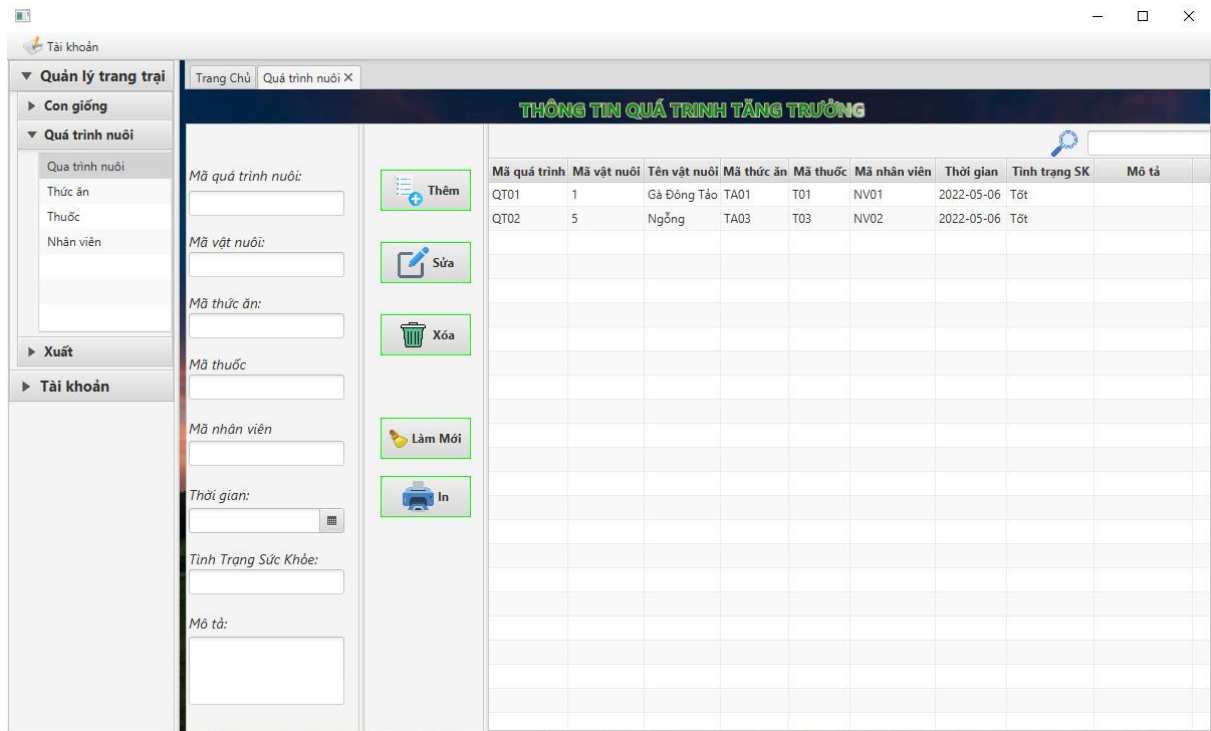 Tài khoản
Quản lý trang trại
Con giống
Quá trình nuôi
Qua trình nuôi
Thức ăn
Thuốc
Nhân viên
Xuất
Tài khoản
Trang Chủ Quá trình nuôi X
THÔNG TIN QUÁ TRINH TĂNG TRƯỞNG
Mã quá trình nuôi:
Mã vật nuôi:
Mã thức ăn:
Mã thuốc
Mã nhân viên
Thời gian:
Tình Trạng Sức Khỏe:
Mô tả:
Thêm
Sửa
Xóa
Làm Mới
In
Mã quá trình Mã vật nuôi Tên vật nuôi Mã thức ăn Mã thuốc Mã nhân viên Thời gian Tình trạng SK Mô tả
QT01 1 Gà Đông Tảo TA01 T01 NV01 2022-05-06 Tốt
QT02 5 Ngỗng TA03 T03 NV02 2022-05-06 Tốt